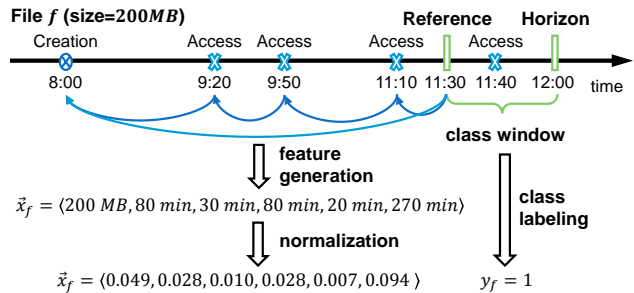 File f (size=200MB)
Reference Horizon
Creation Access Access Access Access
8:00 9:20 9:50 11:10 11:30 11:40 12:00 time
class window
feature
generation
class
labeling
x⃗_f = ⟨200 MB, 80 min, 30 min, 80 min, 20 min, 270 min⟩
normalization
x⃗_f = ⟨0.049, 0.028, 0.010, 0.028, 0.007, 0.094 ⟩
y_f = 1